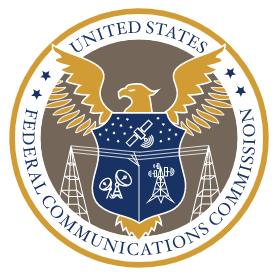 UNITED STATES
FEDERAL COMMUNICATIONS COMMISSION